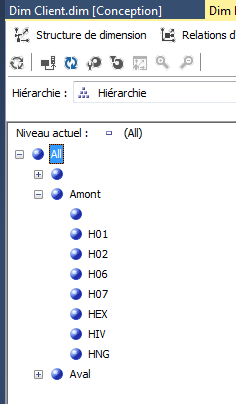 Dim Client.dim [Conception]
Dim D
Structure de dimension
Relations d
Hiérarchie :
Hiérarchie
Niveau actuel :
(All)
All
Amont
H01
H02
H06
H07
HEX
HIV
HNG
Aval